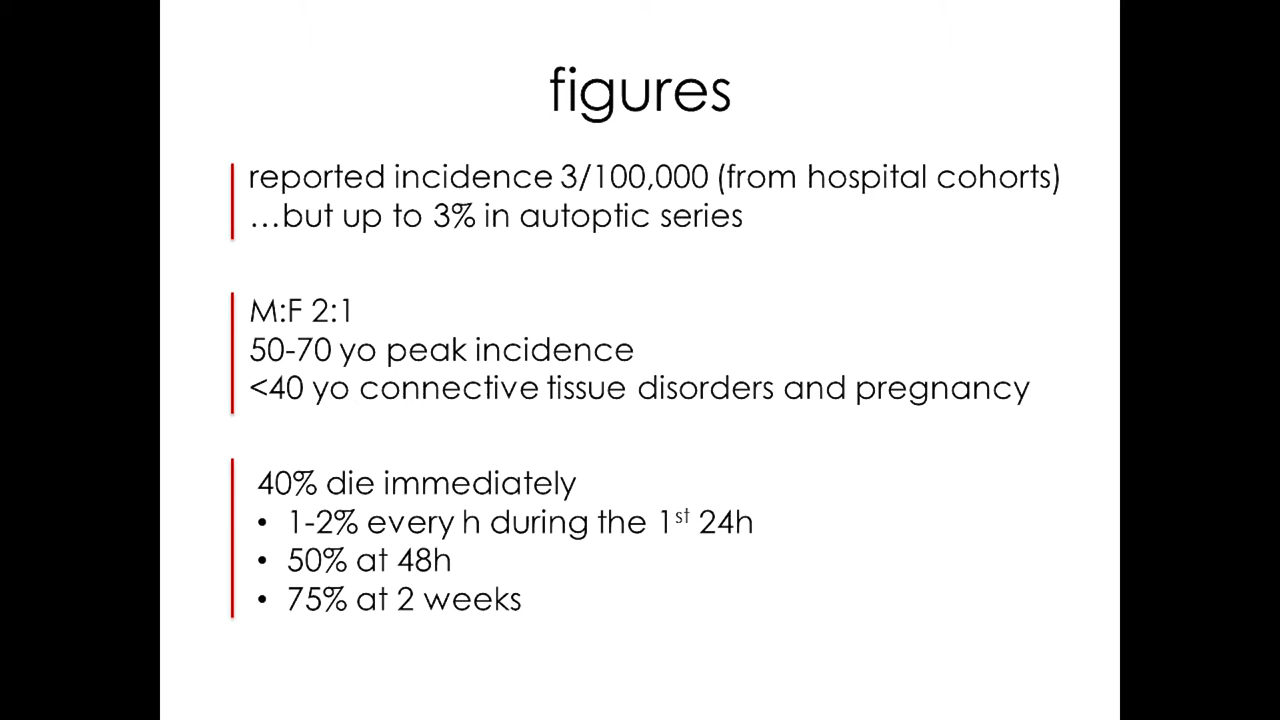 figures
reported incidence 3/100,000 (from hospital cohorts)
…but up to 3% in autoptic series
M:F 2:1
50-70 yo peak incidence
<40 yo connective tissue disorders and pregnancy
40% die immediately
• 1-2% every h during the 1st 24h
• 50% at 48h
• 75% at 2 weeks